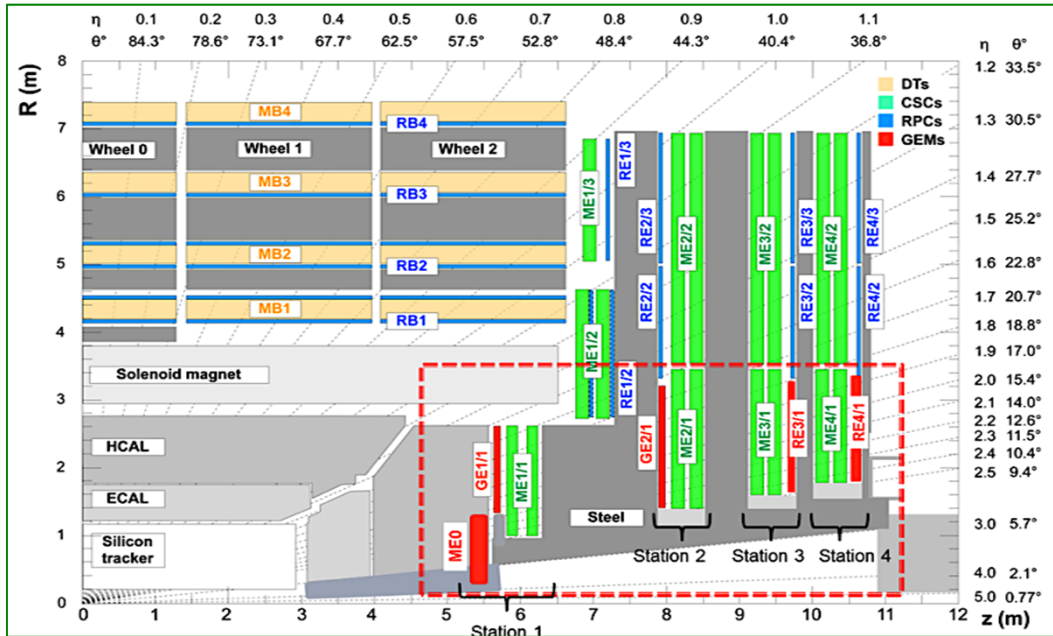 η 0.1 0.2 0.3 0.4 0.5 0.6 0.7 0.8 0.9 1.0 1.1
θ° 84.3° 78.6° 73.1° 67.7° 62.5° 57.5° 52.8° 48.4° 44.3° 40.4° 36.8° η θ°
R (m)
8
7
6
5
4
3
2
1
0
1.2 33.5°
1.3 30.5°
1.4 27.7°
1.5 25.2°
1.6 22.8°
1.7 20.7°
1.8 18.8°
1.9 17.0°
2.0 15.4°
2.1 14.0°
2.2 12.6°
2.3 11.5°
2.4 10.4°
2.5 9.4°
3.0 5.7°
4.0 2.1°
5.0 0.77°
DTs
CSCs
RPCs
GEMs
MB4
RB4
Wheel 0 Wheel 1 Wheel 2
MB3
RB3
MB2
RB2
MB1
RB1
Solenoid magnet
HCAL
ECAL
Silicon
tracker
Steel
ME1/3
RE1/3
ME1/2
RE1/2
GE1/1
ME1/1
ME0
RE2/3
RE2/2
GE2/1
ME2/2
ME2/1
ME3/2
ME3/1
RE3/3
RE3/2
RE3/1
ME4/2
ME4/1
RE4/3
RE4/2
RE4/1
Station 2 Station 3 Station 4
Station 1
0 1 2 3 4 5 6 7 8 9 10 11 12
z (m)